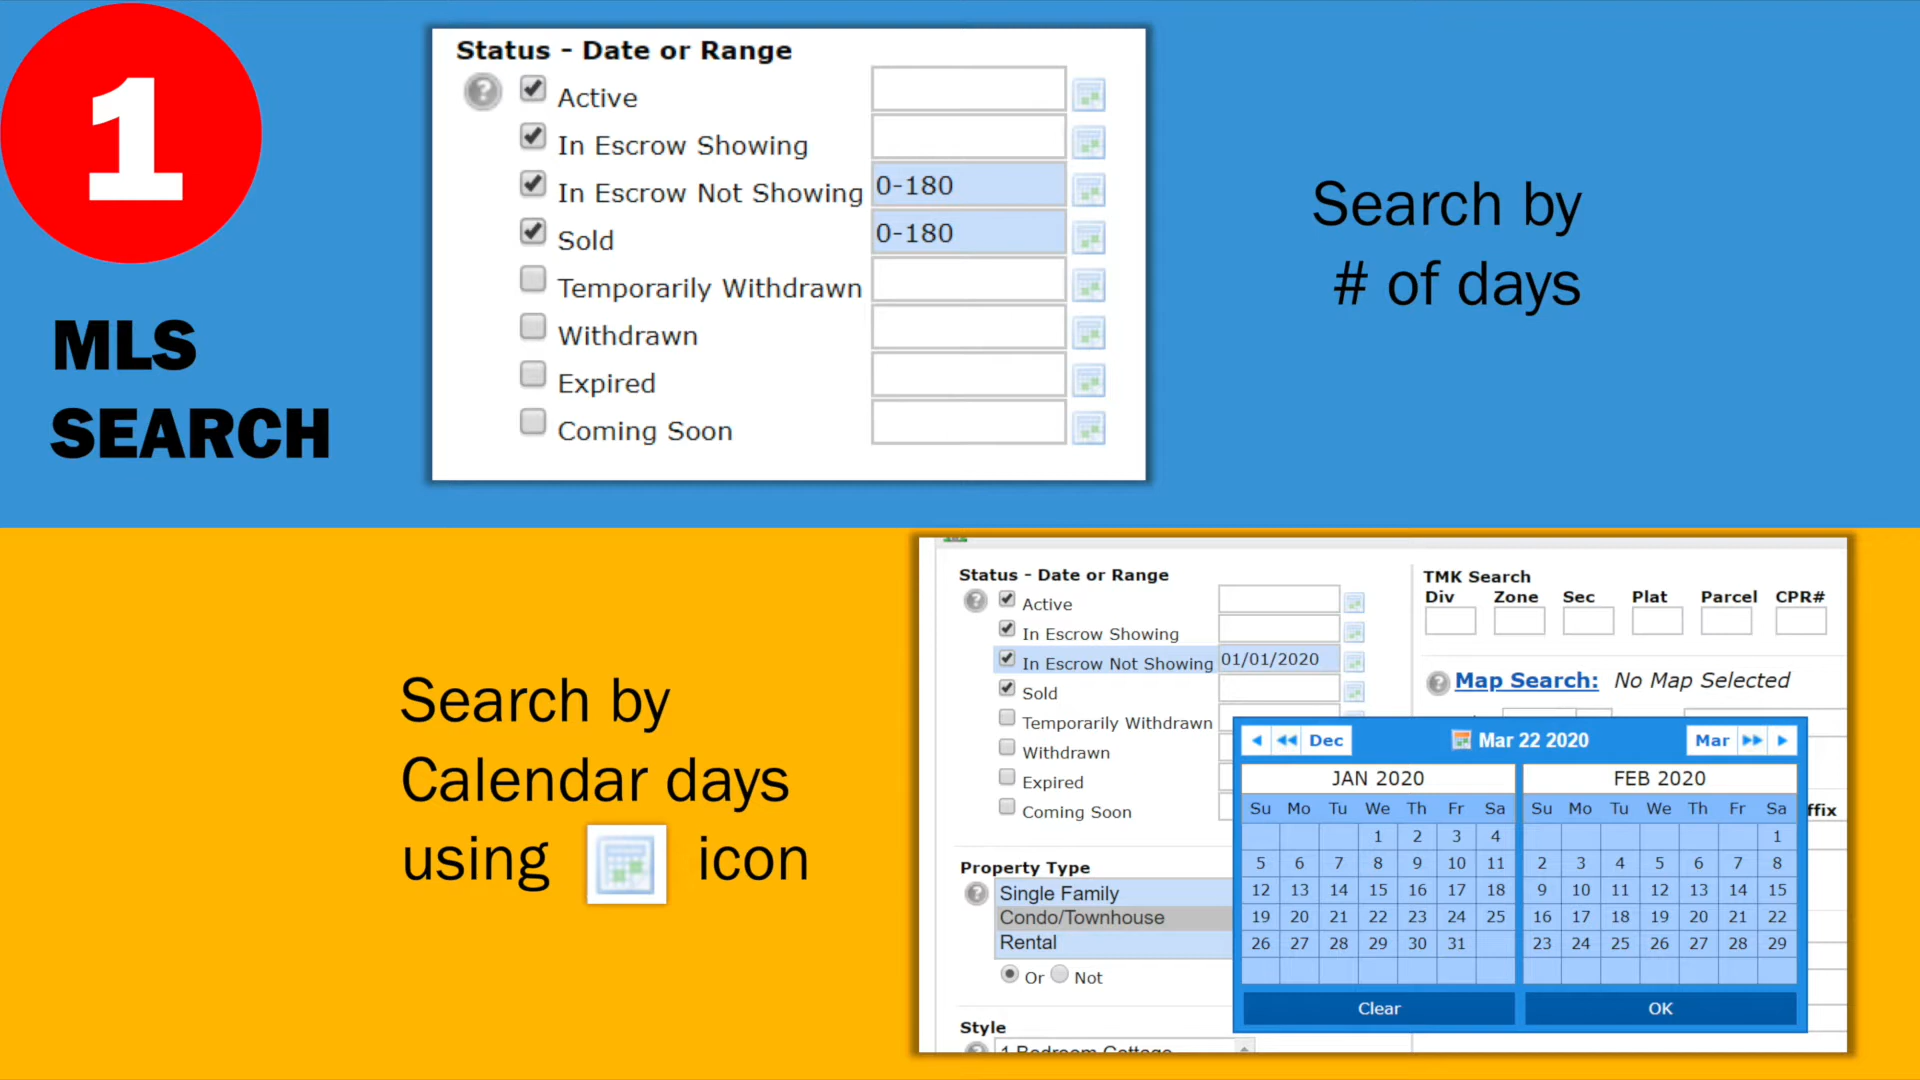 1
MLS
SEARCH
Status - Date or Range
Active
In Escrow Showing
In Escrow Not Showing 0-180
Sold 0-180
Temporarily Withdrawn
Withdrawn
Expired
Coming Soon
Search by
# of days
Search by
Calendar days
using icon
Status - Date or Range
Active
In Escrow Showing
In Escrow Not Showing 01/01/2020
Sold
Temporarily Withdrawn
Withdrawn
Expired
Coming Soon
Property Type
Single Family
Condo/Townhouse
Rental
Or Not
Style
1 Bedroom Cottage
TMK Search
Div Zone Sec Plat Parcel CPR#
Map Search: No Map Selected
Dec Mar 22 2020 Mar
JAN 2020
Su Mo Tu We Th Fr Sa
1 2 3 4
5 6 7 8 9 10 11
12 13 14 15 16 17 18
19 20 21 22 23 24 25
26 27 28 29 30 31
FEB 2020
Su Mo Tu We Th Fr Sa
1
2 3 4 5 6 7 8
9 10 11 12 13 14 15
16 17 18 19 20 21 22
23 24 25 26 27 28 29
Clear OK
ffix